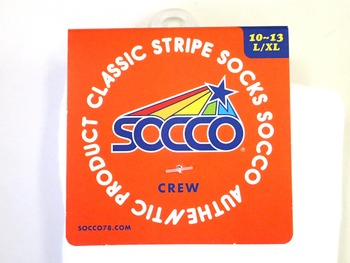 10~13
L/XL
CLASSIC STRIPE SOCKS SOCCO AUTHENTIC PRODUCT
SOCCO
CREW
SOCCO78.COM